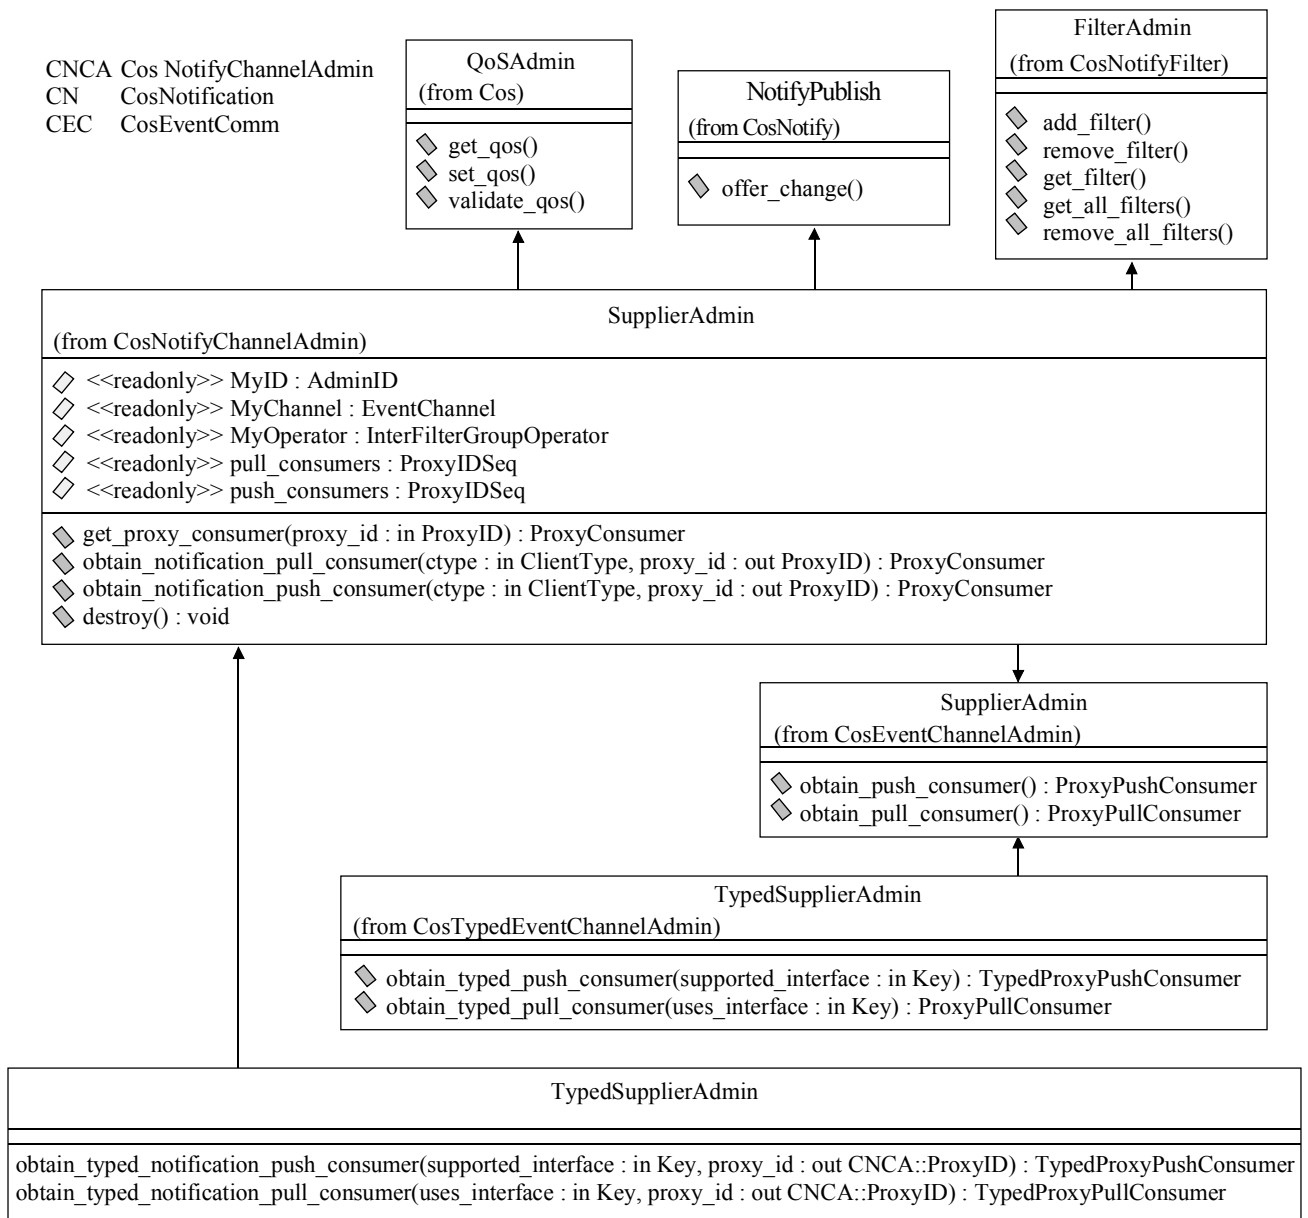 CNCA Cos NotifyChannelAdmin
CN CosNotification
CEC CosEventComm
QoSAdmin
(from Cos)
get_qos()
set_qos()
validate_qos()
NotifyPublish
(from CosNotify)
offer_change()
FilterAdmin
(from CosNotifyFilter)
add_filter()
remove_filter()
get_filter()
get_all_filters()
remove_all_filters()
SupplierAdmin
(from CosNotifyChannelAdmin)
<<readonly>> MyID : AdminID
<<readonly>> MyChannel : EventChannel
<<readonly>> MyOperator : InterFilterGroupOperator
<<readonly>> pull_consumers : ProxyIDSeq
<<readonly>> push_consumers : ProxyIDSeq
get_proxy_consumer(proxy_id : in ProxyID) : ProxyConsumer
obtain_notification_pull_consumer(ctype : in ClientType, proxy_id : out ProxyID) : ProxyConsumer
obtain_notification_push_consumer(ctype : in ClientType, proxy_id : out ProxyID) : ProxyConsumer
destroy() : void
SupplierAdmin
(from CosEventChannelAdmin)
obtain_push_consumer() : ProxyPushConsumer
obtain_pull_consumer() : ProxyPullConsumer
TypedSupplierAdmin
(from CosTypedEventChannelAdmin)
obtain_typed_push_consumer(supported_interface : in Key) : TypedProxyPushConsumer
obtain_typed_pull_consumer(uses_interface : in Key) : ProxyPullConsumer
TypedSupplierAdmin
obtain_typed_notification_push_consumer(supported_interface : in Key, proxy_id : out CNCA::ProxyID) : TypedProxyPushConsumer
obtain_typed_notification_pull_consumer(uses_interface : in Key, proxy_id : out CNCA::ProxyID) : TypedProxyPullConsumer